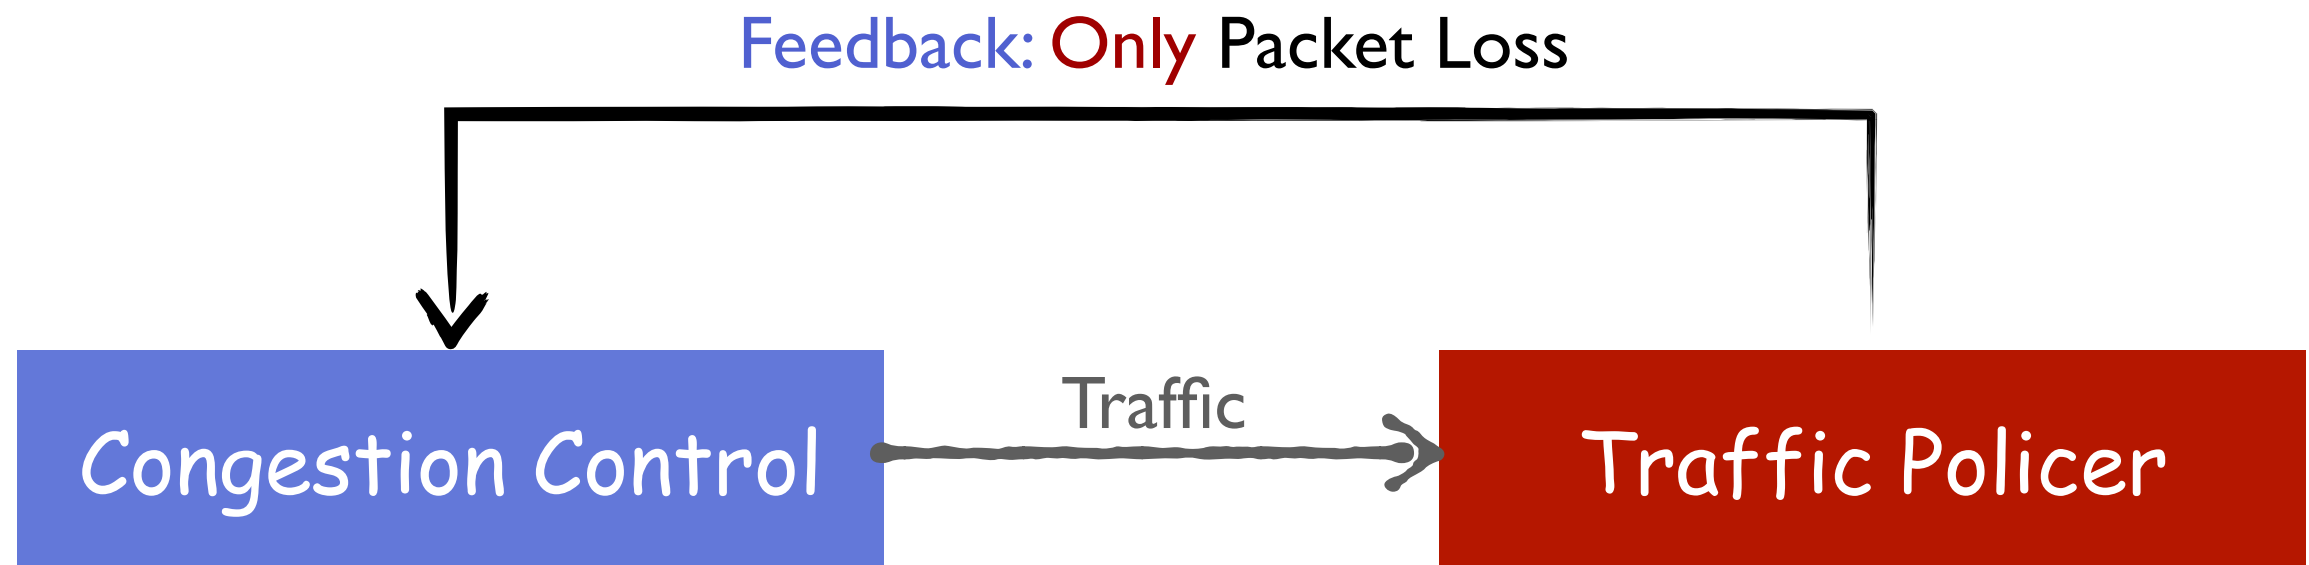 Feedback: Only Packet Loss
Traffic
Congestion Control
Traffic Policer